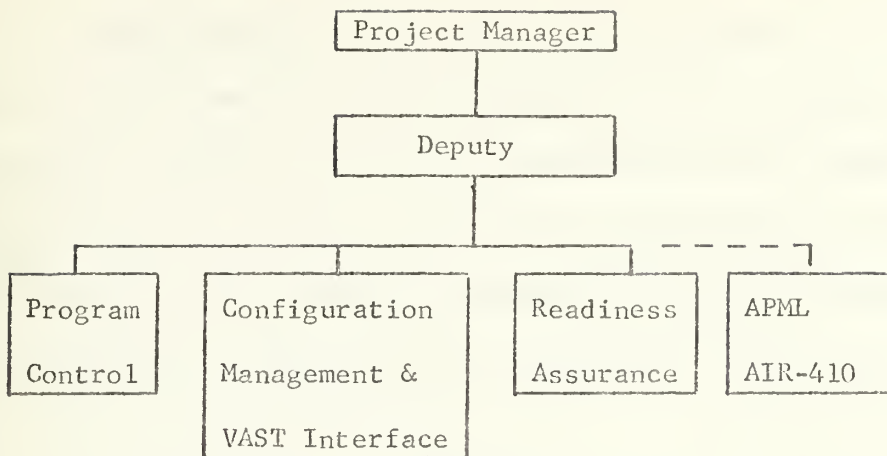 Project Manager
Deputy
Program
Control
Configuration
Management &
VAST Interface
Readiness
Assurance
APML
AIR-410